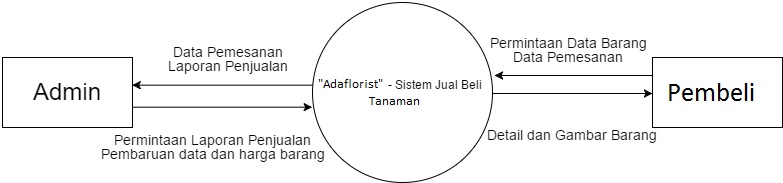 Data Pemesanan
Laporan Penjualan
Admin
Permintaan Laporan Penjualan
Pembaruan data dan harga barang
"Adaflorist" - Sistem Jual Beli
Tanaman
Permintaan Data Barang
Data Pemesanan
Pembeli
Detail dan Gambar Barang